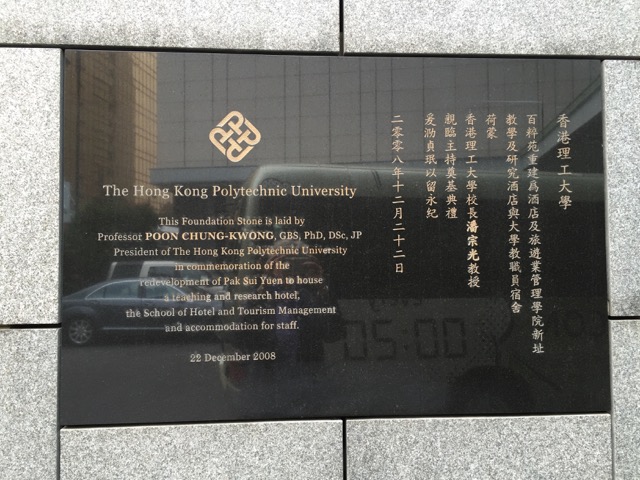 The Hong Kong Polytechnic University
This Foundation Stone is laid by
Professor POON CHUNG-KWONG, GBS, PhD, DSc, JP
President of The Hong Kong Polytechnic University
in commemoration of the
redevelopment of Pak Sui Yuen to house
a teaching and research hotel,
the School of Hotel and Tourism Management
and accommodation for staff.
22 December 2008
香港理工大學
百粹苑重建爲酒店及旅遊業管理學院新址
教學及研究酒店與大學教職員宿舍
荷蒙
香港理工大學校長潘宗光教授
親臨主持奠基典禮
爰泐貞珉以留永紀
二零零八年十二月二十二日
05:00